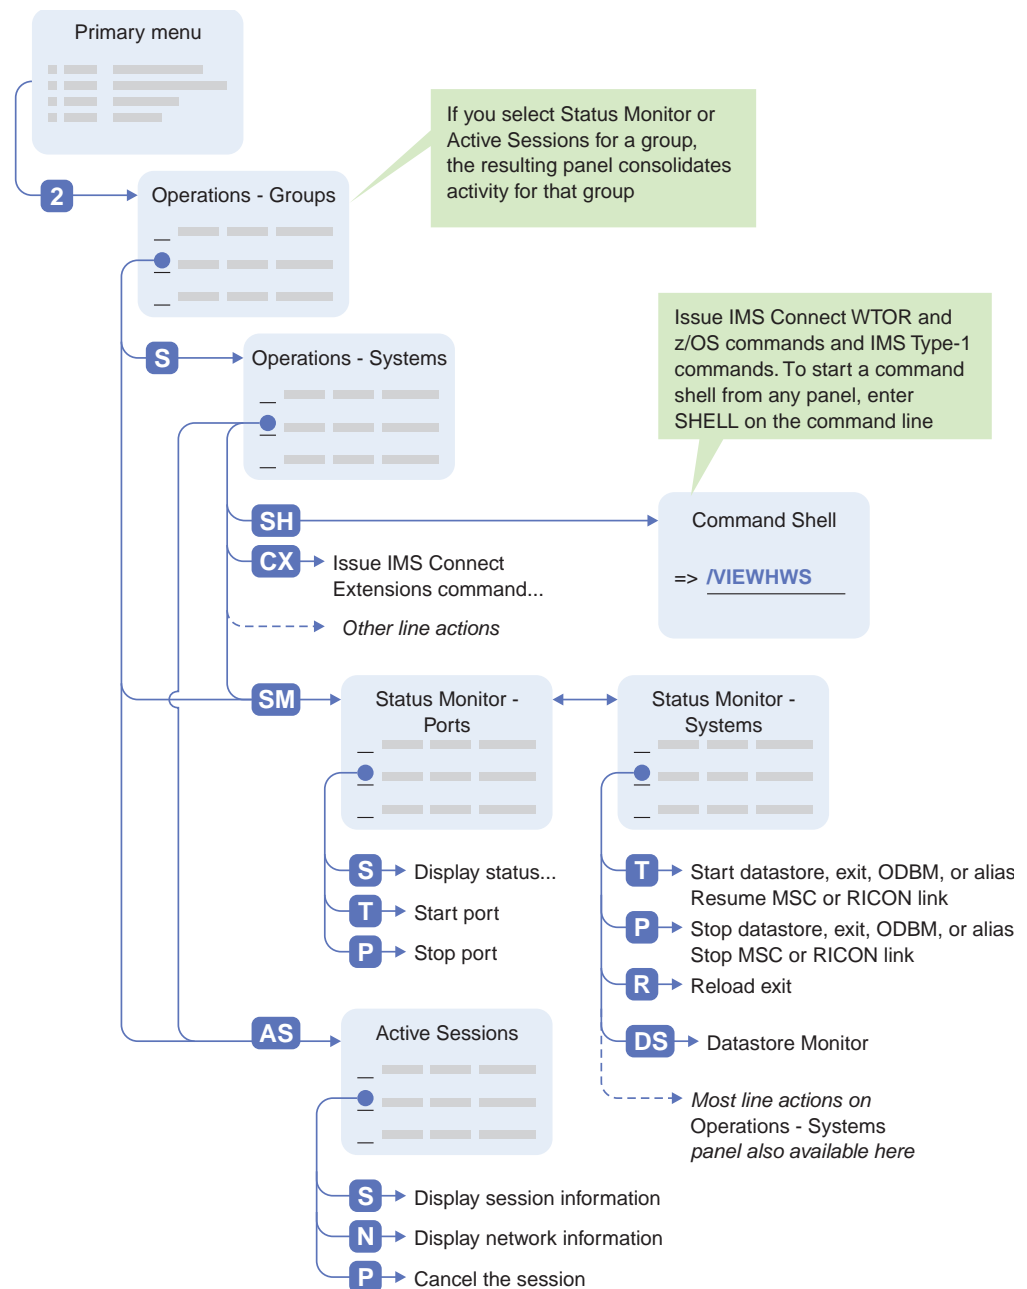 Primary menu
If you select Status Monitor or
Active Sessions for a group,
the resulting panel consolidates
activity for that group
2
Operations - Groups
Issue IMS Connect WTOR and
z/OS commands and IMS Type-1
commands. To start a command
shell from any panel, enter
SHELL on the command line
S
Operations - Systems
SH
Command Shell
=> /VIEWHWS
CX
Issue IMS Connect
Extensions command...
Other line actions
SM
Status Monitor -
Ports
Status Monitor -
Systems
S
Display status...
T
Start port
P
Stop port
T
Start datastore, exit, ODBM, or alias
Resume MSC or RICON link
P
Stop datastore, exit, ODBM, or alias
Stop MSC or RICON link
R
Reload exit
DS
Datastore Monitor
Most line actions on
Operations - Systems
panel also available here
AS
Active Sessions
S
Display session information
N
Display network information
P
Cancel the session